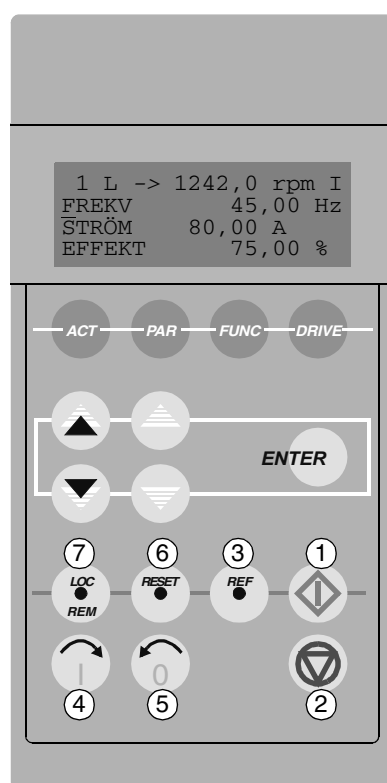 1 L -> 1242,0 rpm I
FREKV 45,00 Hz
STRÖM 80,00 A
EFFEKT 75,00 %
ACT PAR FUNC DRIVE
ENTER
7 6 3 1
LOC RESET REF
REM
I 0
4 5 2